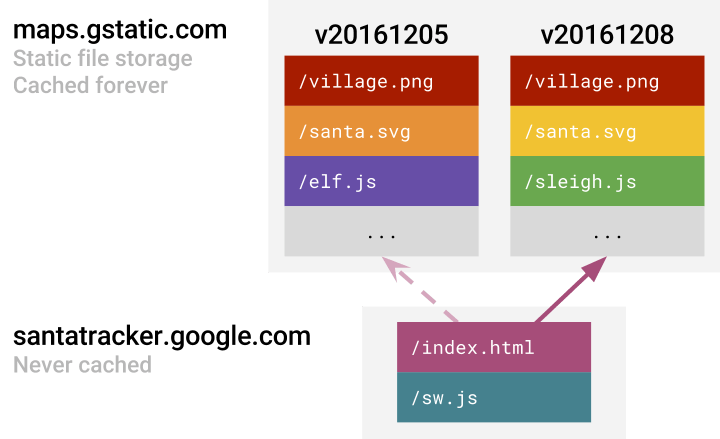 maps.gstatic.com
Static file storage
Cached forever
v20161205
/village.png
/santa.svg
/elf.js
...
v20161208
/village.png
/santa.svg
/sleigh.js
...
santatracker.google.com
Never cached
/index.html
/sw.js